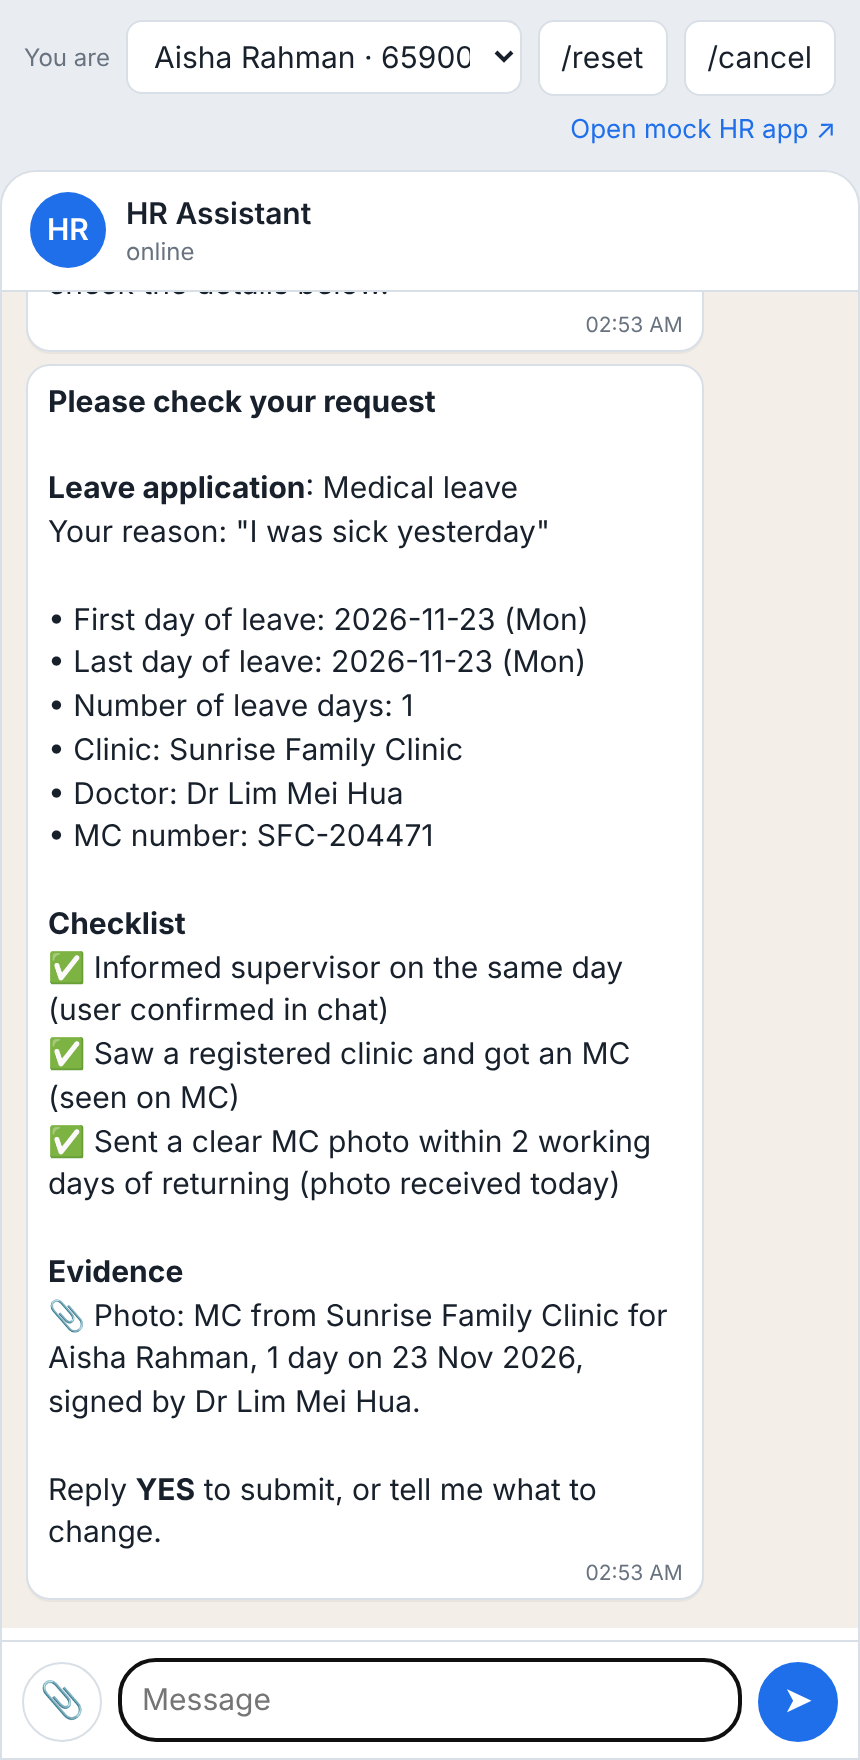 You are
Aisha Rahman · 65900
/reset
/cancel
Open mock HR app ↗
HR
HR Assistant
online
check the details below.
02:53 AM
Please check your request
Leave application: Medical leave
Your reason: "I was sick yesterday"
• First day of leave: 2026-11-23 (Mon)
• Last day of leave: 2026-11-23 (Mon)
• Number of leave days: 1
• Clinic: Sunrise Family Clinic
• Doctor: Dr Lim Mei Hua
• MC number: SFC-204471
Checklist
✅ Informed supervisor on the same day
(user confirmed in chat)
✅ Saw a registered clinic and got an MC
(seen on MC)
✅ Sent a clear MC photo within 2 working
days of returning (photo received today)
Evidence
📎 Photo: MC from Sunrise Family Clinic for
Aisha Rahman, 1 day on 23 Nov 2026,
signed by Dr Lim Mei Hua.
Reply YES to submit, or tell me what to
change.
02:53 AM
Message